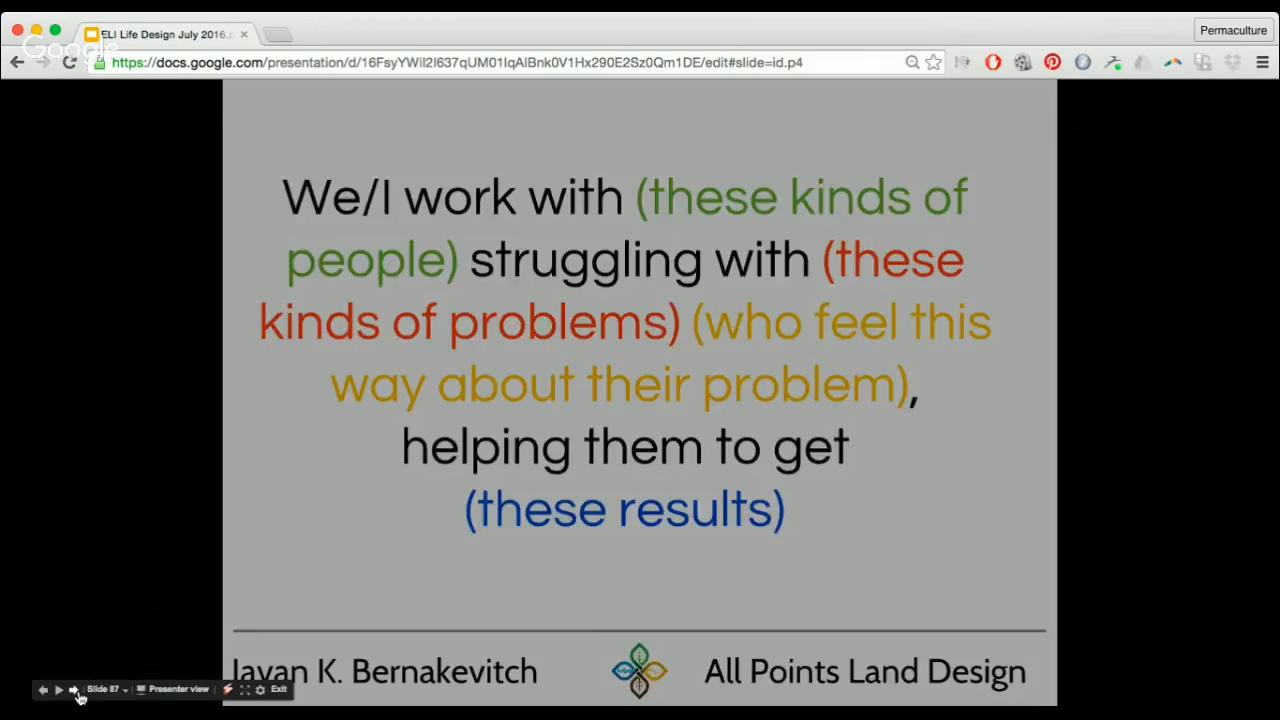 ELI Life Design July 2016.
Permaculture
Google
https://docs.google.com/presentation/d/16FsyYWil2I637qUM01IqAlBnk0V1Hx290E2Sz0Qm1DE/edit#slide=id.p4
We/I work with (these kinds of
people) struggling with (these
kinds of problems) (who feel this
way about their problem),
helping them to get
(these results)
Javan K. Bernakevitch
All Points Land Design
Slide 87
Presenter view
Exit